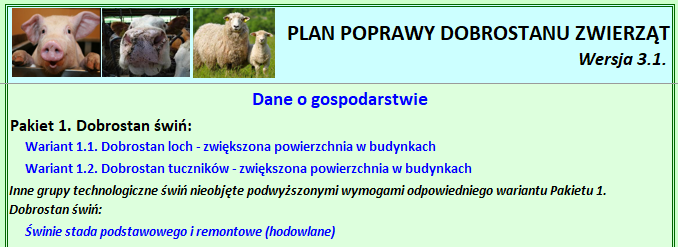 PLAN POPRAWY DOBROSTANU ZWIERZĄT
Wersja 3.1.
Dane o gospodarstwie
Pakiet 1. Dobrostan świń:
Wariant 1.1. Dobrostan loch - zwiększona powierzchnia w budynkach
Wariant 1.2. Dobrostan tuczników - zwiększona powierzchnia w budynkach
Inne grupy technologiczne świń nieobjęte podwyższonymi wymogami odpowiedniego wariantu Pakietu 1.
Dobrostan świń:
Świnie stada podstawowego i remontowe (hodowlane)